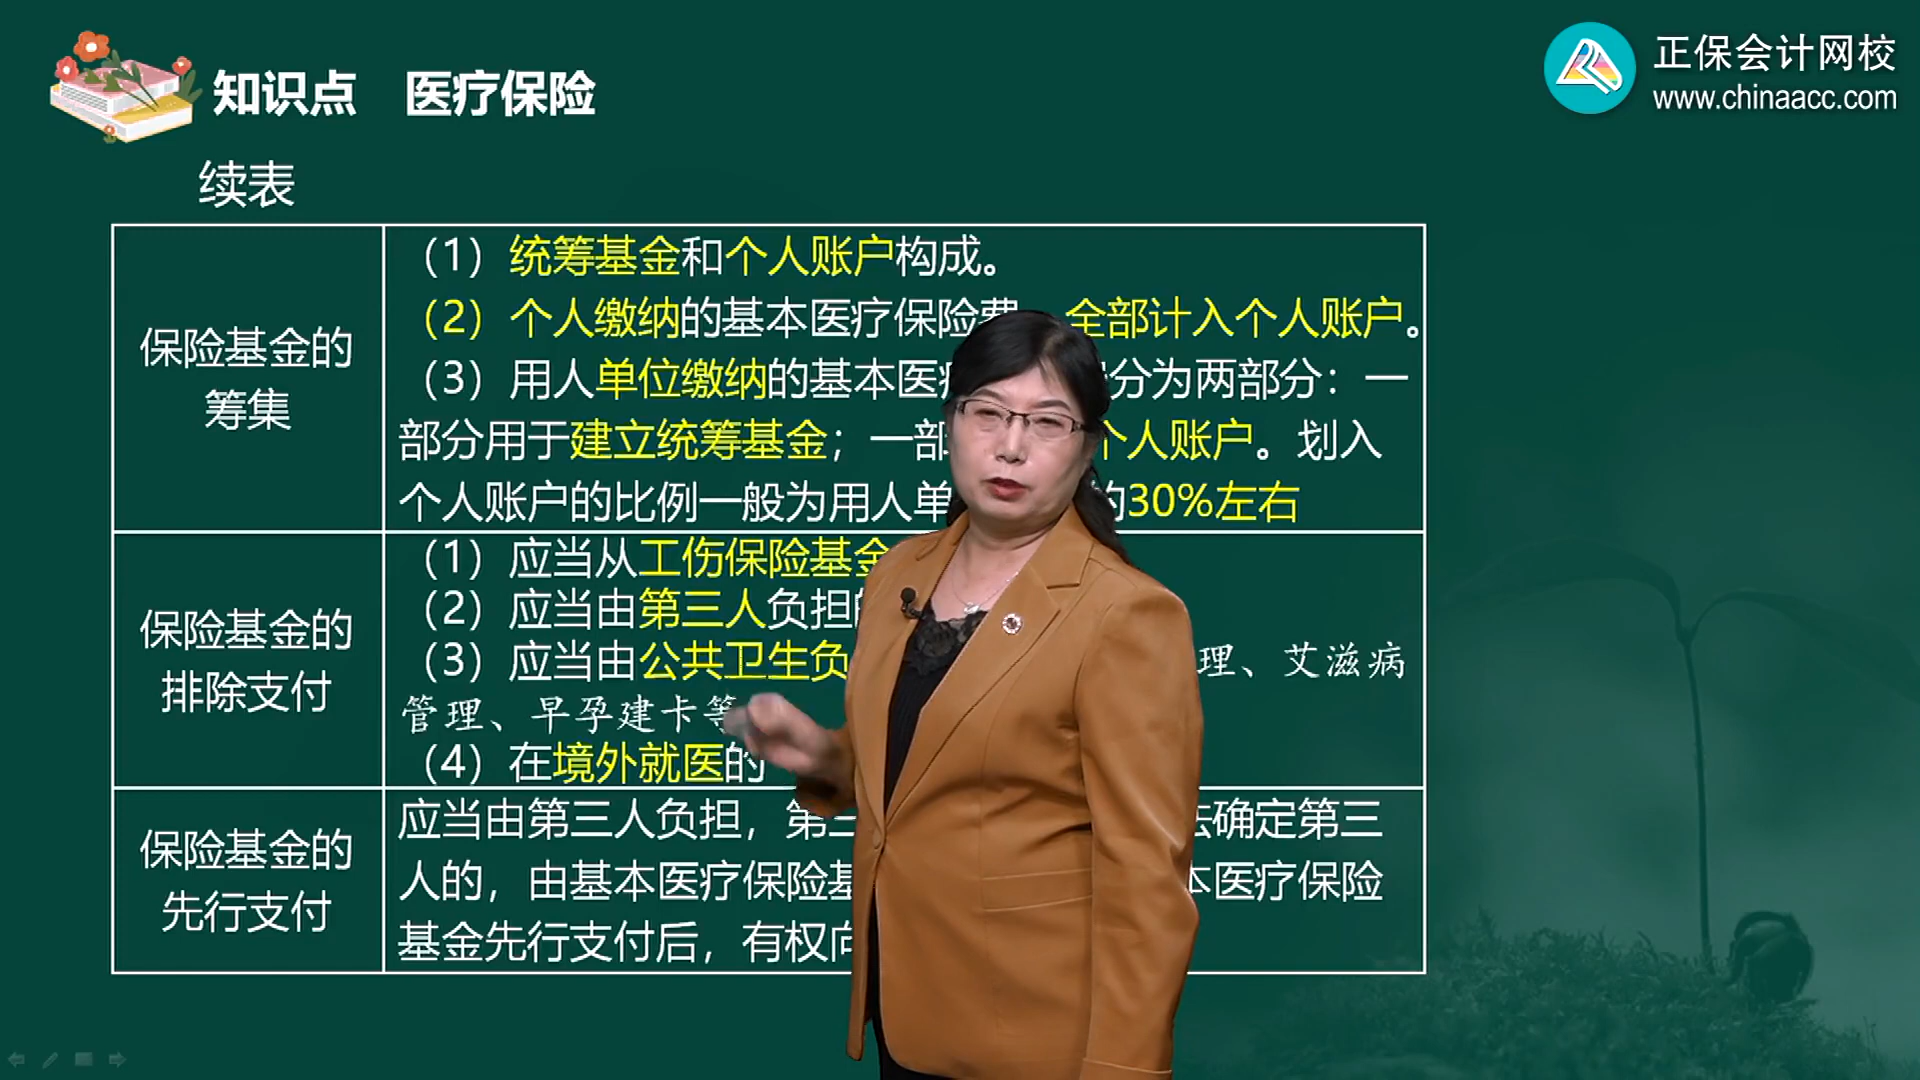 知识点 医疗保险
正保会计网校
www.chinaacc.com
续表
保险基金的
筹集
（1）统筹基金和个人账户构成。
（2）个人缴纳的基本医疗保险费 全部计入个人账户。
（3）用人单位缴纳的基本医 分为两部分：一
部分用于建立统筹基金；一部 个人账户。划入
个人账户的比例一般为用人单 的30%左右
保险基金的
排除支付
（1）应当从工伤保险基金
（2）应当由第三人负担
（3）应当由公共卫生负 理、艾滋病
管理、早孕建卡等
（4）在境外就医的
保险基金的
先行支付
应当由第三人负担，第三 确定第三
人的，由基本医疗保险基 本医疗保险
基金先行支付后，有权向